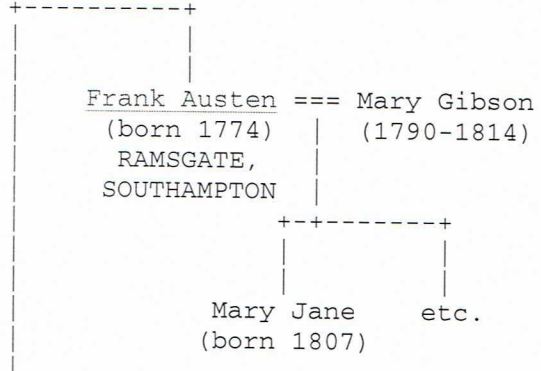 Frank Austen === Mary Gibson
(born 1774) (1790-1814)
RAMSGATE,
SOUTHAMPTON
Mary Jane etc.
(born 1807)